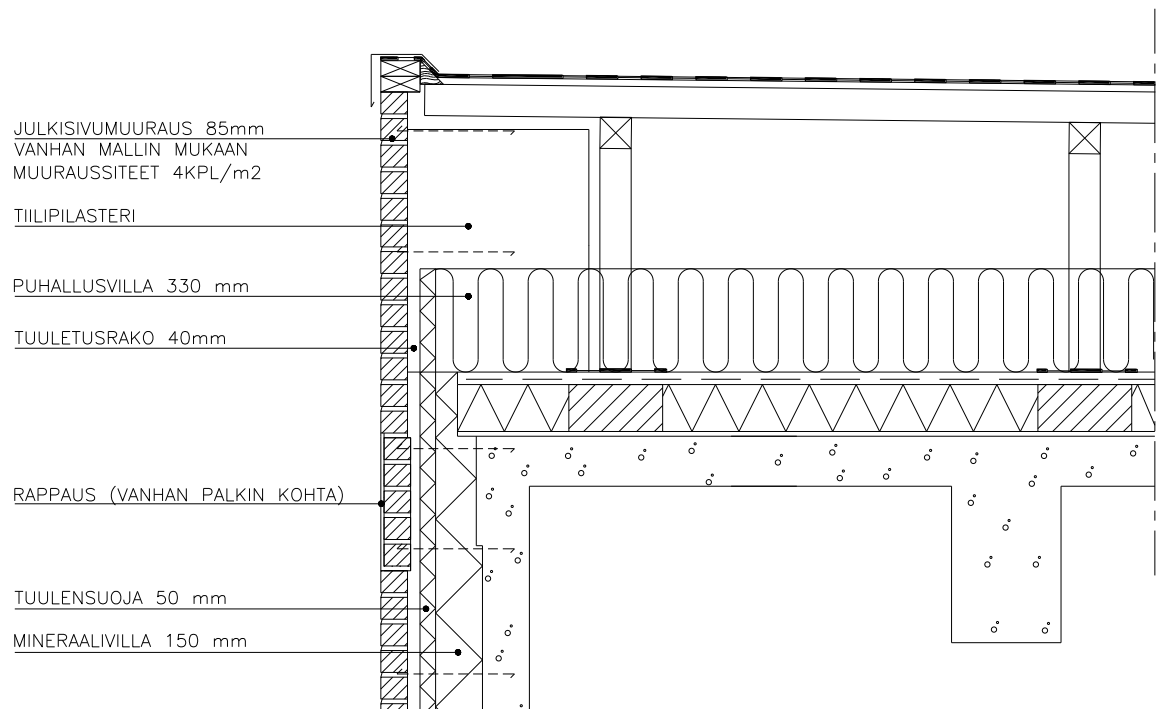 JULKISIVUMUURAUS 85mm
VANHAN MALLIN MUKAAN
MUURAUSSITEET 4KPL/m2
TIILIPILASTERI
PUHALLUSVILLA 330 mm
TUULETUSRAKO 40mm
RAPPAUS (VANHAN PALKIN KOHTA)
TUULENSUOJA 50 mm
MINERAALIVILLA 150 mm